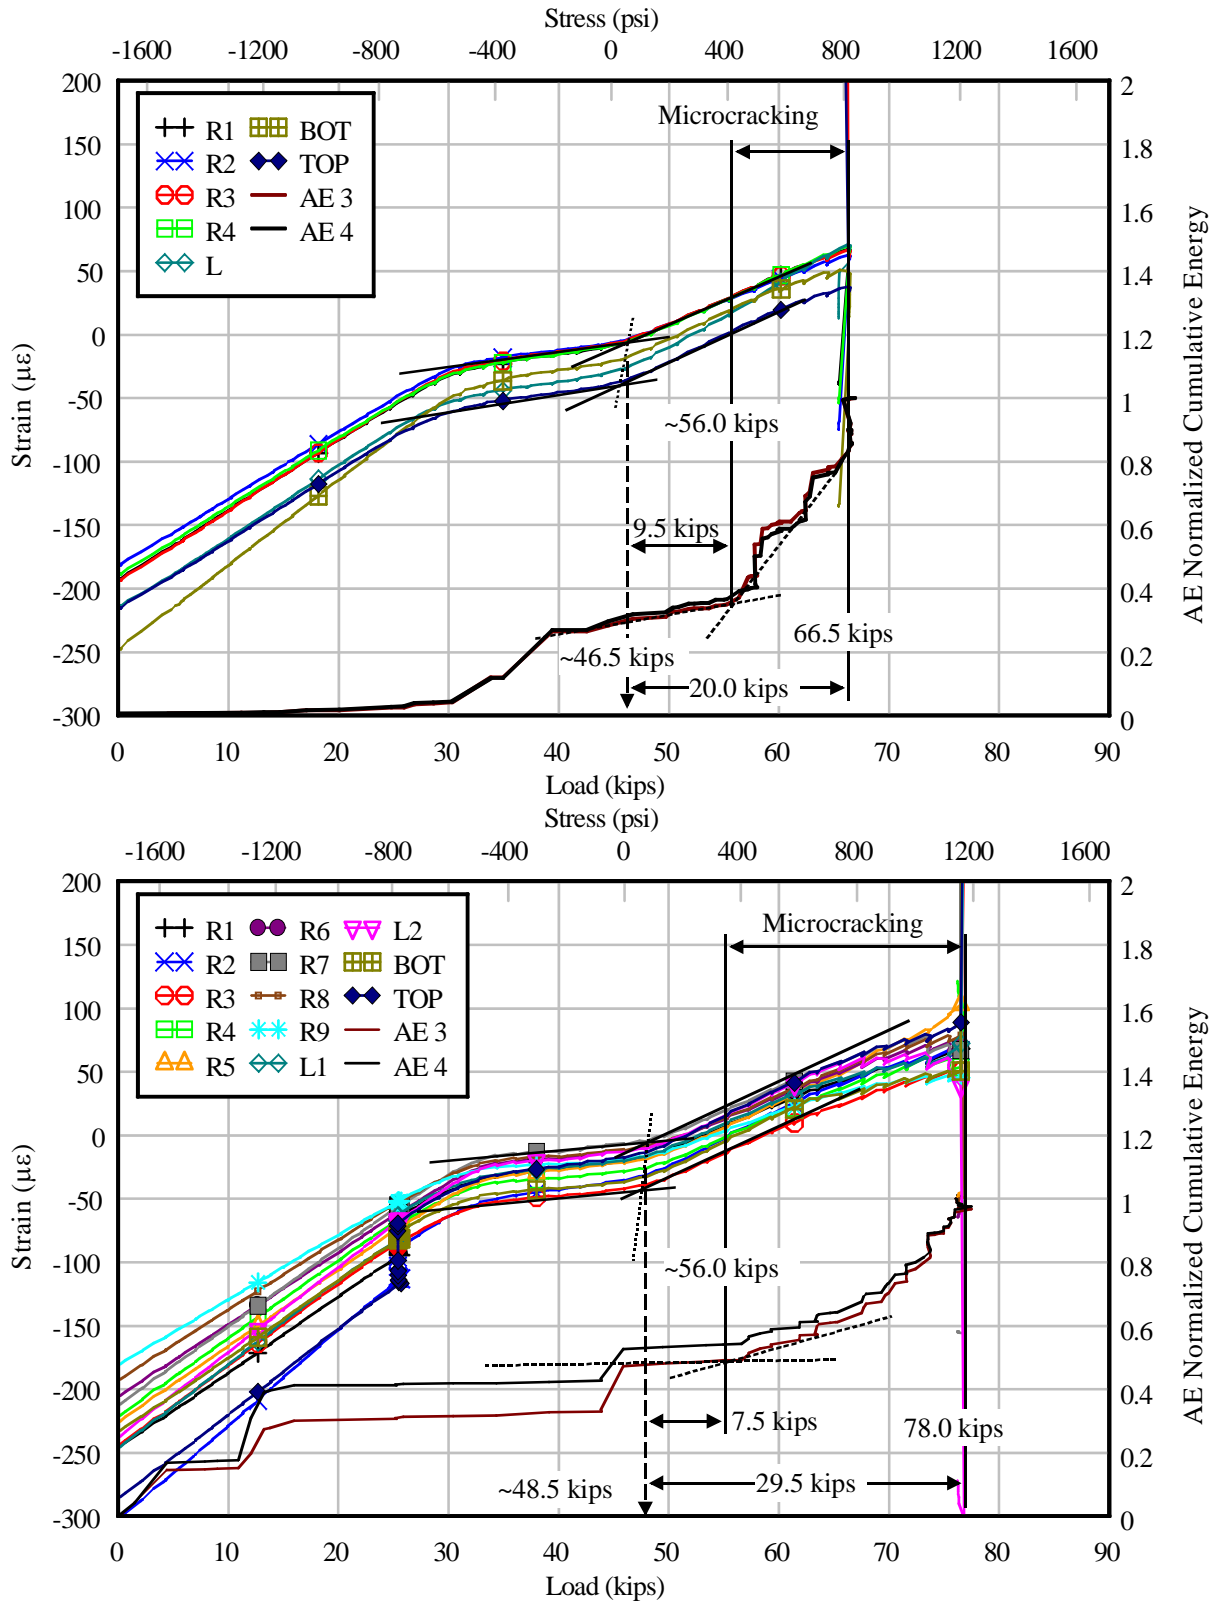 Stress (psi)
-1600 -1200 -800 -400 0 400 800 1200 1600
200 2
Microcracking
R1 BOT
150 1.8
R2 TOP
R3 AE 3
100 1.6
R4 AE 4
L
50 1.4
0 1.2
-50 1
~56.0 kips
-100 0.8
9.5 kips
-150 0.6
-200 0.4
66.5 kips
~46.5 kips
-250 0.2
20.0 kips
-300 0
0 10 20 30 40 50 60 70 80 90
Load (kips)
Strain (με)
AE Normalized Cumulative Energy
Stress (psi)
-1600 -1200 -800 -400 0 400 800 1200 1600
200 2
Microcracking
R1 R6 L2
150 1.8
R2 R7 BOT
R3 R8 TOP
100 1.6
R4 R9 AE 3
R5 L1 AE 4
50 1.4
0 1.2
-50 1
~56.0 kips
-100 0.8
-150 0.6
-200 0.4
7.5 kips 78.0 kips
-250 0.2
~48.5 kips 29.5 kips
-300 0
0 10 20 30 40 50 60 70 80 90
Load (kips)
Strain (με)
AE Normalized Cumulative Energy